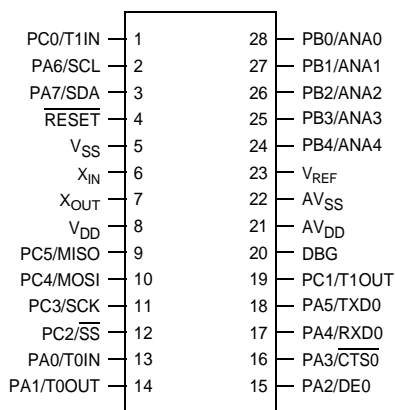 PC0/T1IN 1 28 PB0/ANA0
PA6/SCL 2 27 PB1/ANA1
PA7/SDA 3 26 PB2/ANA2
RESET 4 25 PB3/ANA3
VSS 5 24 PB4/ANA4
XIN 6 23 VREF
XOUT 7 22 AVSS
VDD 8 21 AVDD
PC5/MISO 9 20 DBG
PC4/MOSI 10 19 PC1/T1OUT
PC3/SCK 11 18 PA5/TXD0
PC2/SS 12 17 PA4/RXD0
PA0/T0IN 13 16 PA3/CTS0
PA1/T0OUT 14 15 PA2/DE0